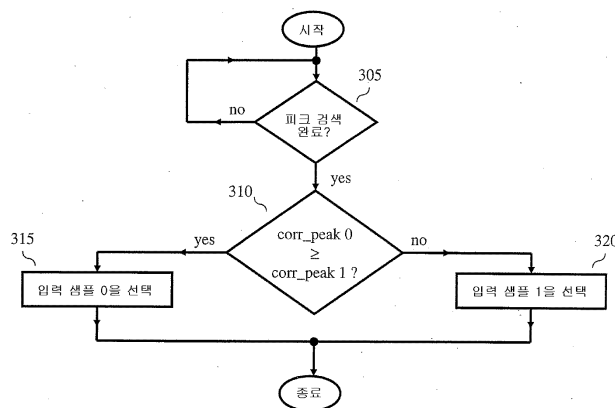 시작
305
피크 검색
완료?
no
yes
310
corr_peak 0
≥
corr_peak 1 ?
yes
no
315
320
입력 샘플 0을 선택
입력 샘플 1을 선택
종료